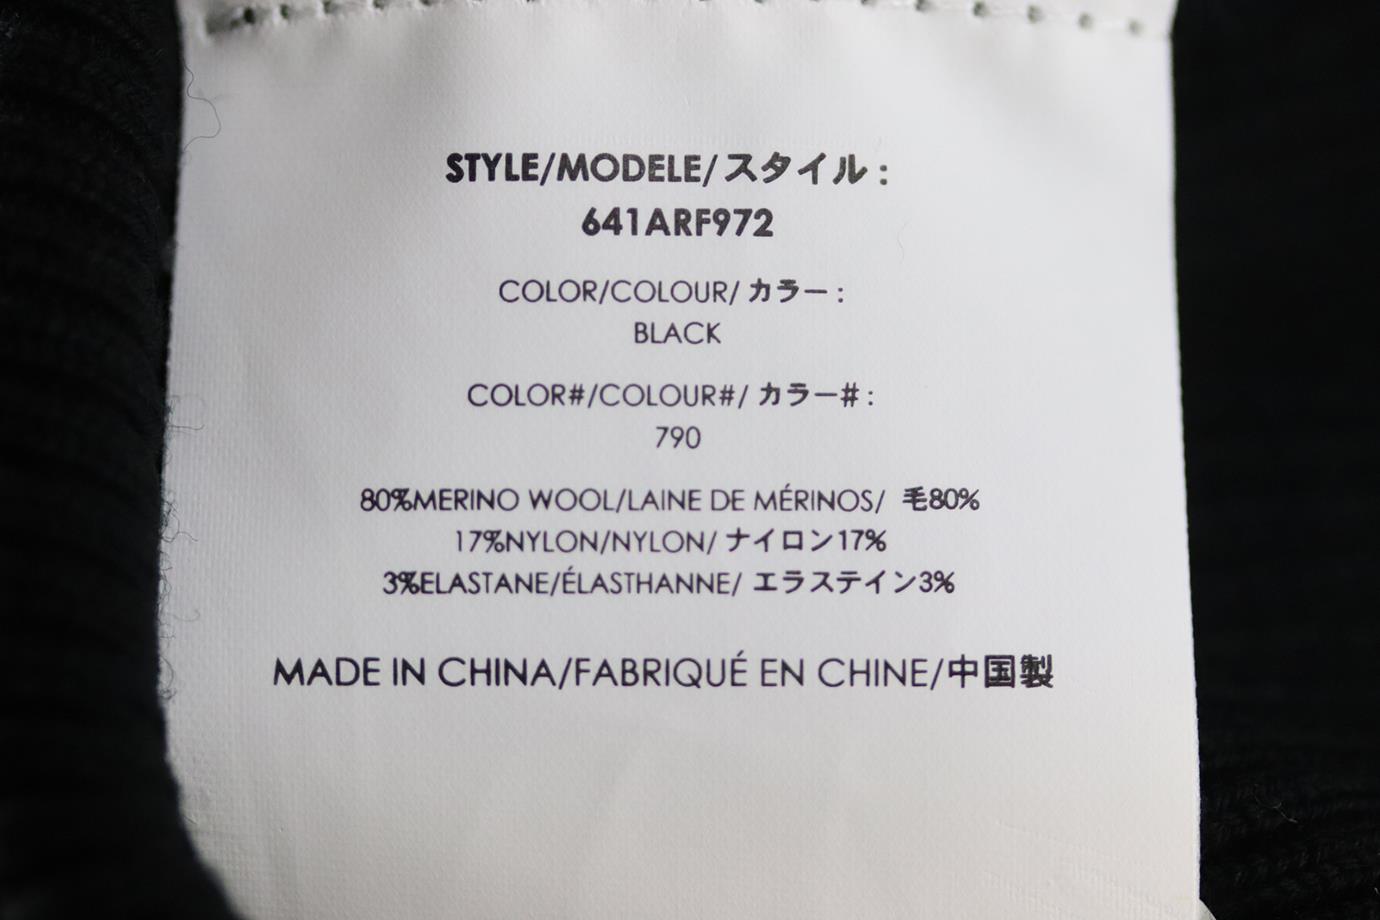 STYLE/MODELE/スタイル:
641ARF972
COLOR/COLOUR/カラー:
BLACK
COLOR#/COLOUR#/カラー#:
790
80%MERINO WOOL/LAINE DE MÉRINOS/ 毛80%
17%NYLON/NYLON/ナイロン17%
3%ELASTANE/ÉLASTHANNE/ エラステイン3%
MADE IN CHINA/FABRIQUÉ EN CHINE/中国製